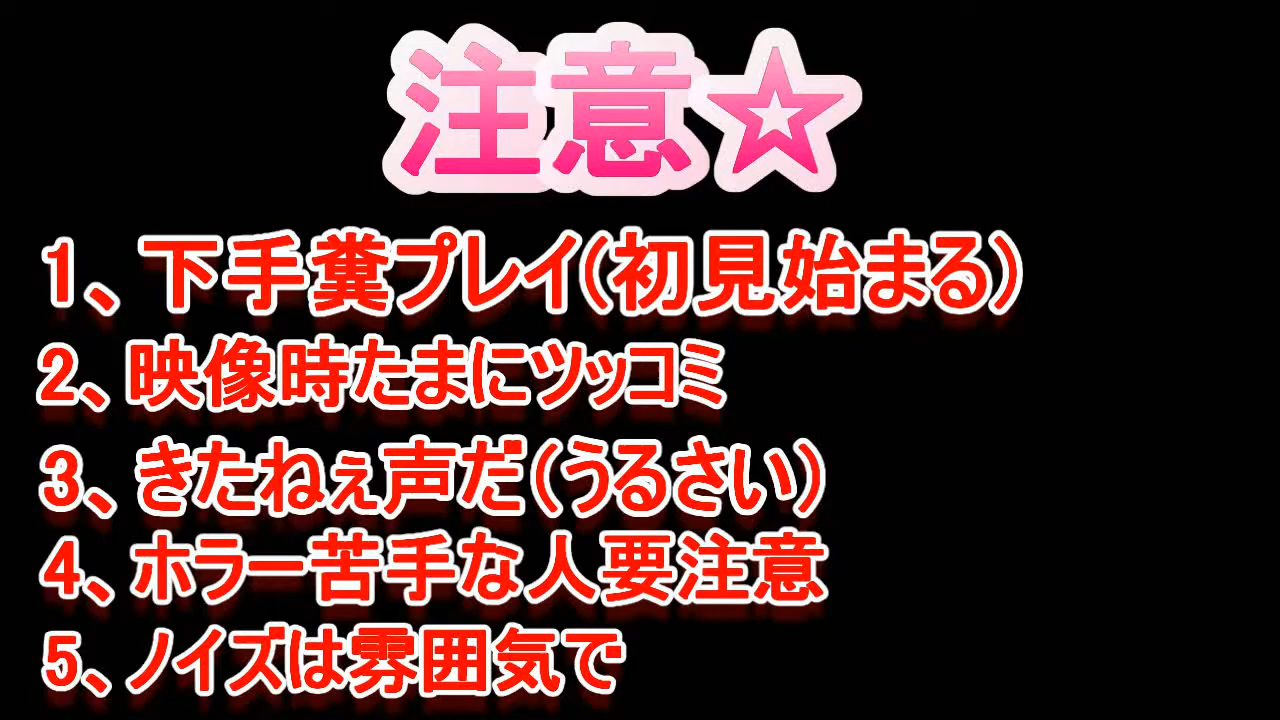 注意☆
1、下手糞プレイ(初見始まる)
2、映像時たまにツッコミ
3、きたねぇ声だ(うるさい)
4、ホラー苦手な人要注意
5、ノイズは雰囲気で